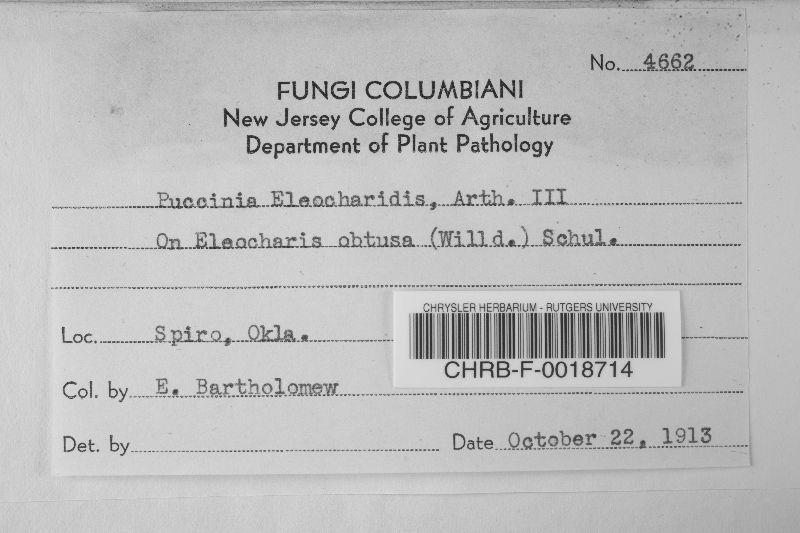 No. 4662
FUNGI COLUMBIANI
New Jersey College of Agriculture
Department of Plant Pathology
Puccinia Eleocharidis, Arth. III
On Eleocharis obtusa (Willd.) Schul.
CHRYSLER HERBARIUM - RUTGERS UNIVERSITY
Loc. Spiro, Okla.
CHRB-F-0018714
Col. by E. Bartholomew
Det. by
Date October 22, 1913